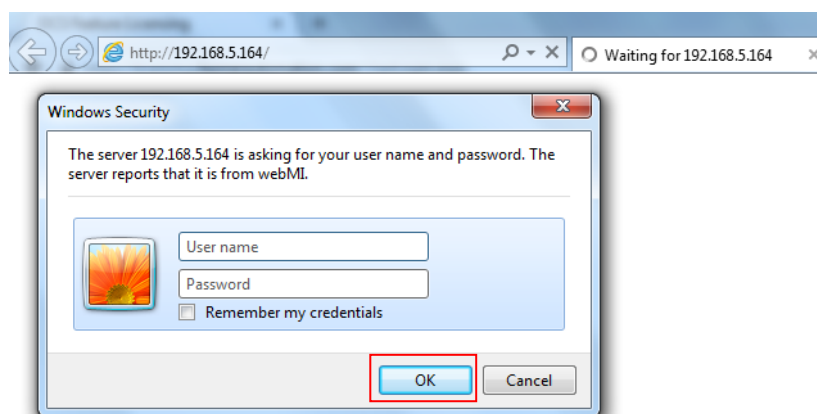 http://192.168.5.164/
Waiting for 192.168.5.164
Windows Security
The server 192.168.5.164 is asking for your user name and password. The
server reports that it is from webMI.
User name
Password
Remember my credentials
OK
Cancel